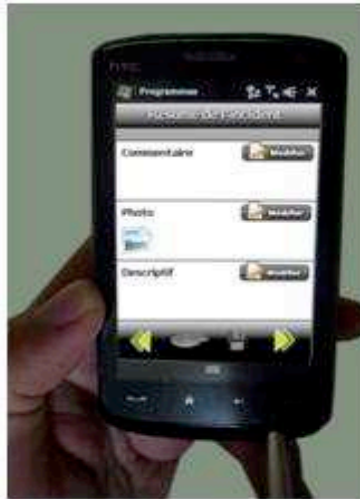 hTC
Programmes
Résumé de l'incident
Commentaire
Modifier
Photo
Modifier
Descriptif
Modifier